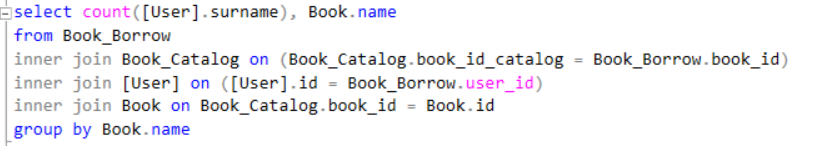 select count([User].surname), Book.name
from Book_Borrow
inner join Book_Catalog on (Book_Catalog.book_id_catalog = Book_Borrow.book_id)
inner join [User] on ([User].id = Book_Borrow.user_id)
inner join Book on Book_Catalog.book_id = Book.id
group by Book.name